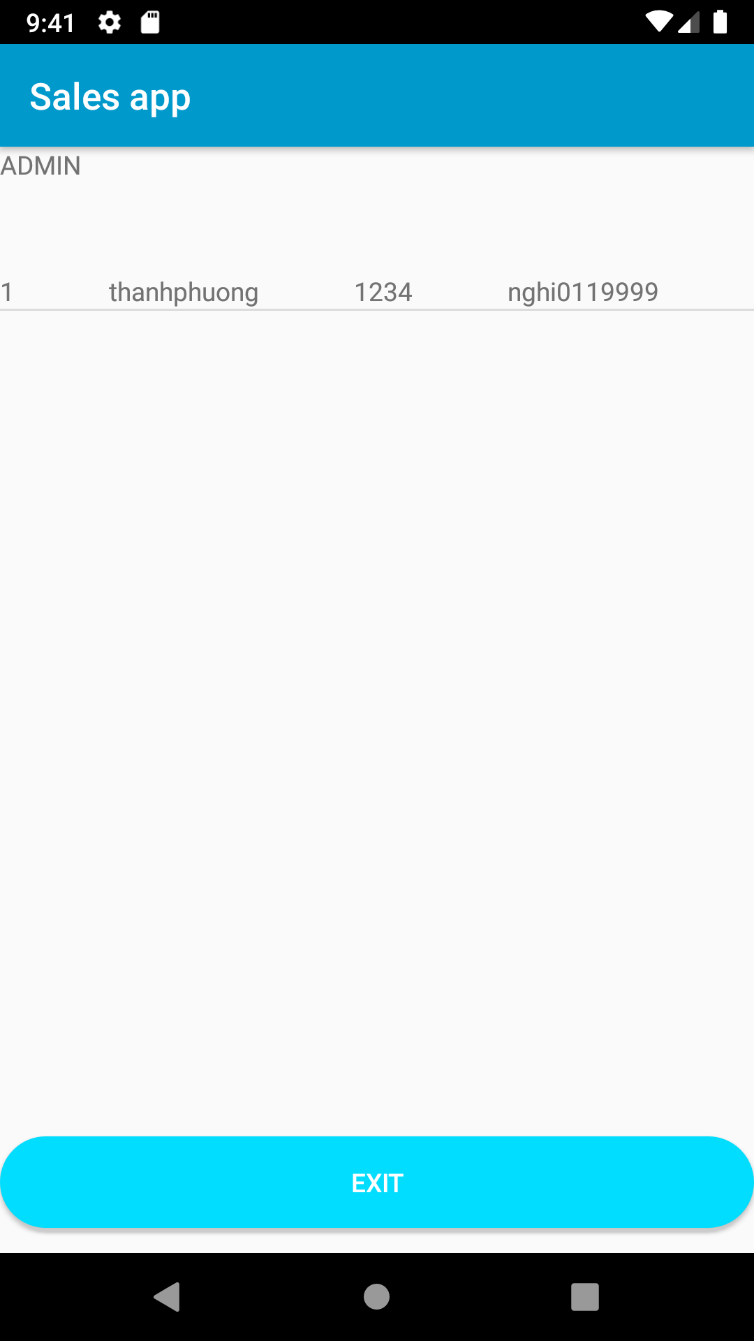 9:41
Sales app
ADMIN
1 thanhphuong 1234 nghi0119999
EXIT